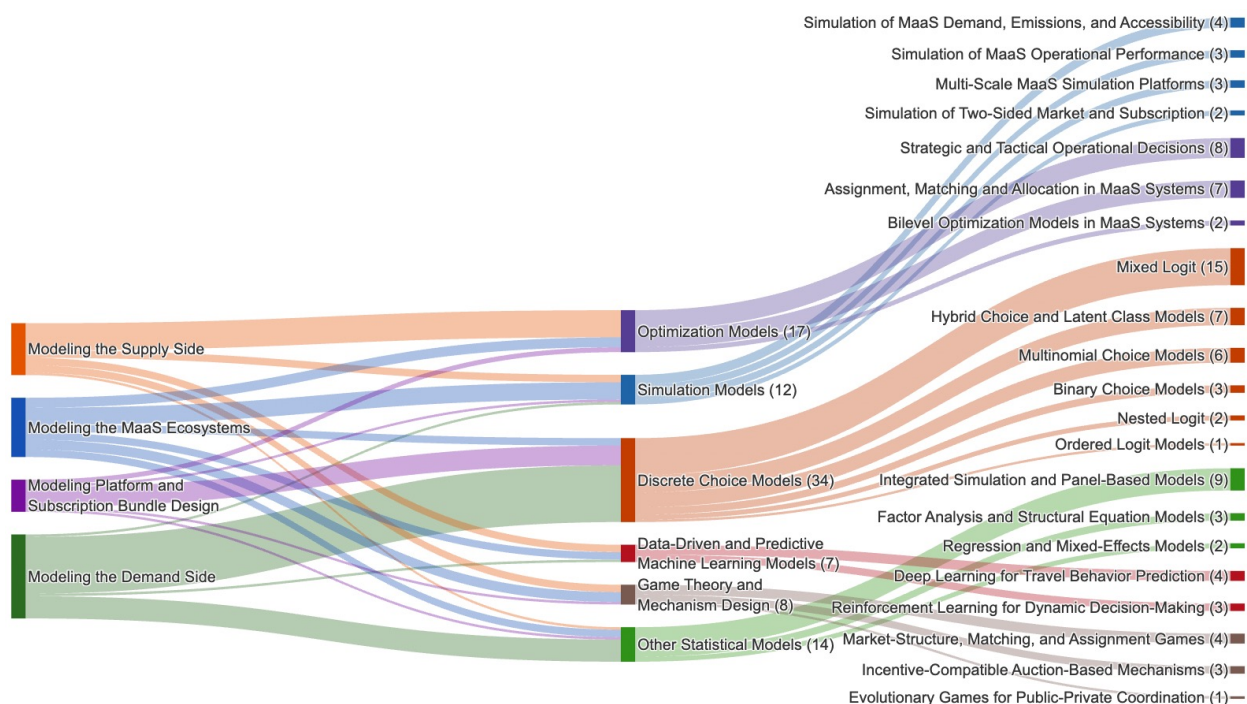 Modeling the Supply Side
Modeling the MaaS Ecosystems
Modeling Platform and
Subscription Bundle Design
Modeling the Demand Side
Optimization Models (17)
Simulation Models (12)
Discrete Choice Models (34)
Data-Driven and Predictive
Machine Learning Models (7)
Game Theory and
Mechanism Design (8)
Other Statistical Models (14)
Simulation of MaaS Demand, Emissions, and Accessibility (4)
Simulation of MaaS Operational Performance (3)
Multi-Scale MaaS Simulation Platforms (3)
Simulation of Two-Sided Market and Subscription (2)
Strategic and Tactical Operational Decisions (8)
Assignment, Matching and Allocation in MaaS Systems (7)
Bilevel Optimization Models in MaaS Systems (2)
Mixed Logit (15)
Hybrid Choice and Latent Class Models (7)
Multinomial Choice Models (6)
Binary Choice Models (3)
Nested Logit (2)
Ordered Logit Models (1)
Integrated Simulation and Panel-Based Models (9)
Factor Analysis and Structural Equation Models (3)
Regression and Mixed-Effects Models (2)
Deep Learning for Travel Behavior Prediction (4)
Reinforcement Learning for Dynamic Decision-Making (3)
Market-Structure, Matching, and Assignment Games (4)
Incentive-Compatible Auction-Based Mechanisms (3)
Evolutionary Games for Public-Private Coordination (1)